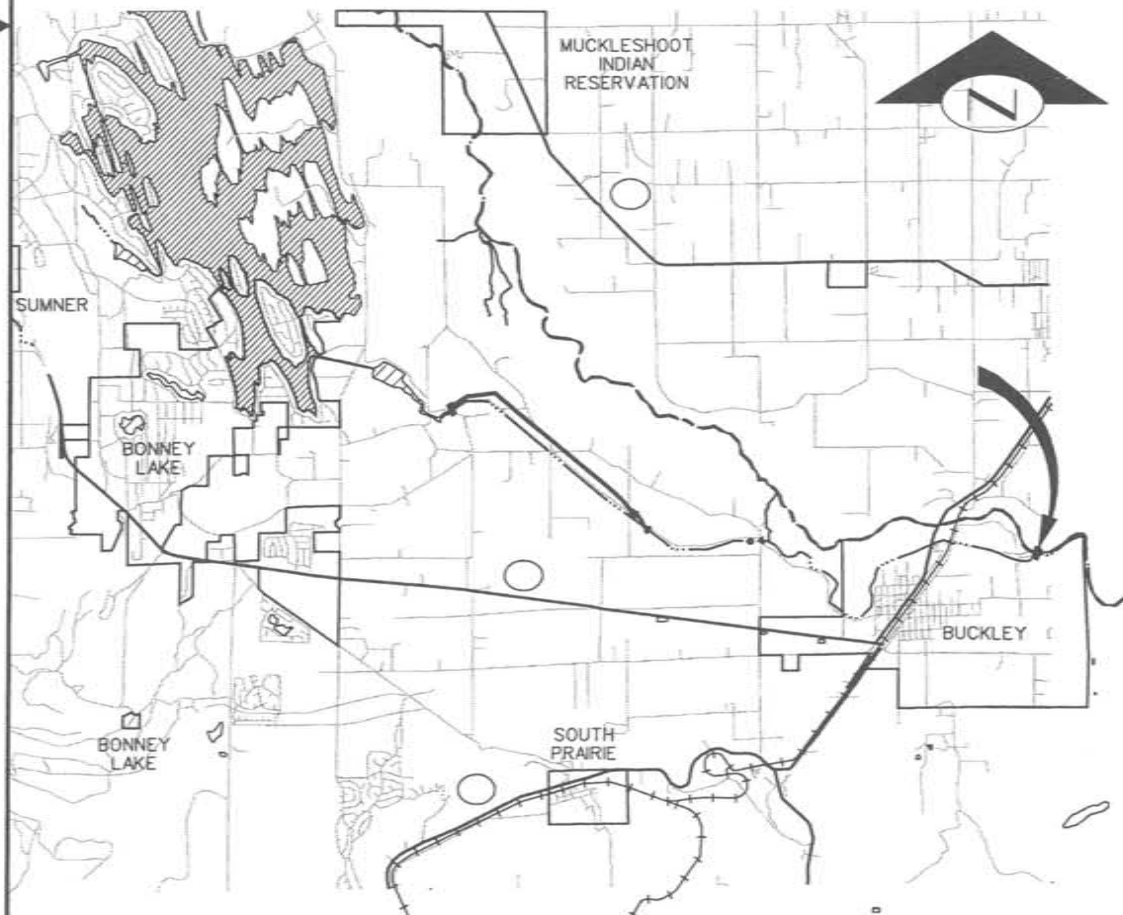 MUCKLESHOOT
INDIAN
RESERVATION
N
SUMNER
BONNEY
LAKE
BUCKLEY
SOUTH
PRAIRIE
BONNEY
LAKE